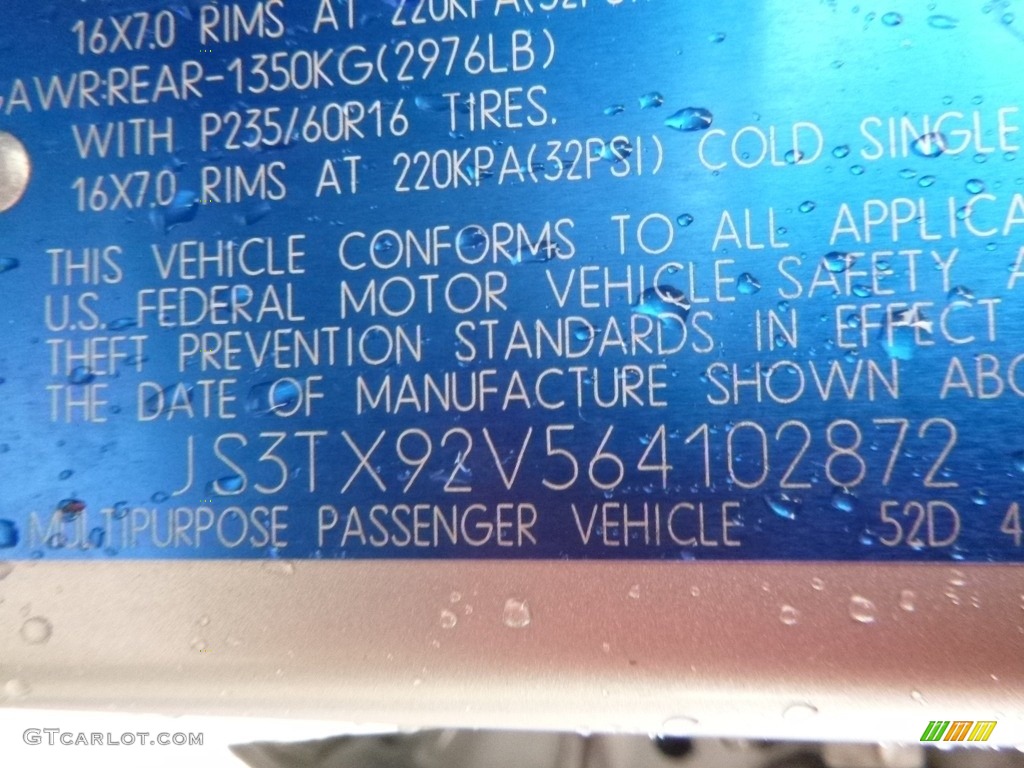 16X7.0 RIMS AT 220KPA(32PSI
GAWR:REAR-1350KG(2976LB)
WITH P235/60R16 TIRES.
16X7.0 RIMS AT 220KPA(32PSI) COLD SINGLE
THIS VEHICLE CONFORMS TO ALL APPLICA
U.S. FEDERAL MOTOR VEHICLE SAFETY A
THEFT PREVENTION STANDARDS IN EFFECT
THE DATE OF MANUFACTURE SHOWN ABO
JS3TX92V564102872
MULTIPURPOSE PASSENGER VEHICLE 52D 4
GTCARLOT.COM